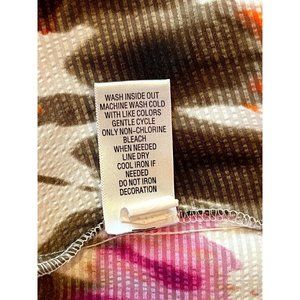 WASH INSIDE OUT
MACHINE WASH COLD
WITH LIKE COLORS
GENTLE CYCLE
ONLY NON-CHLORINE
BLEACH
WHEN NEEDED
LINE DRY
COOL IRON IF
NEEDED
DO NOT IRON
DECORATION